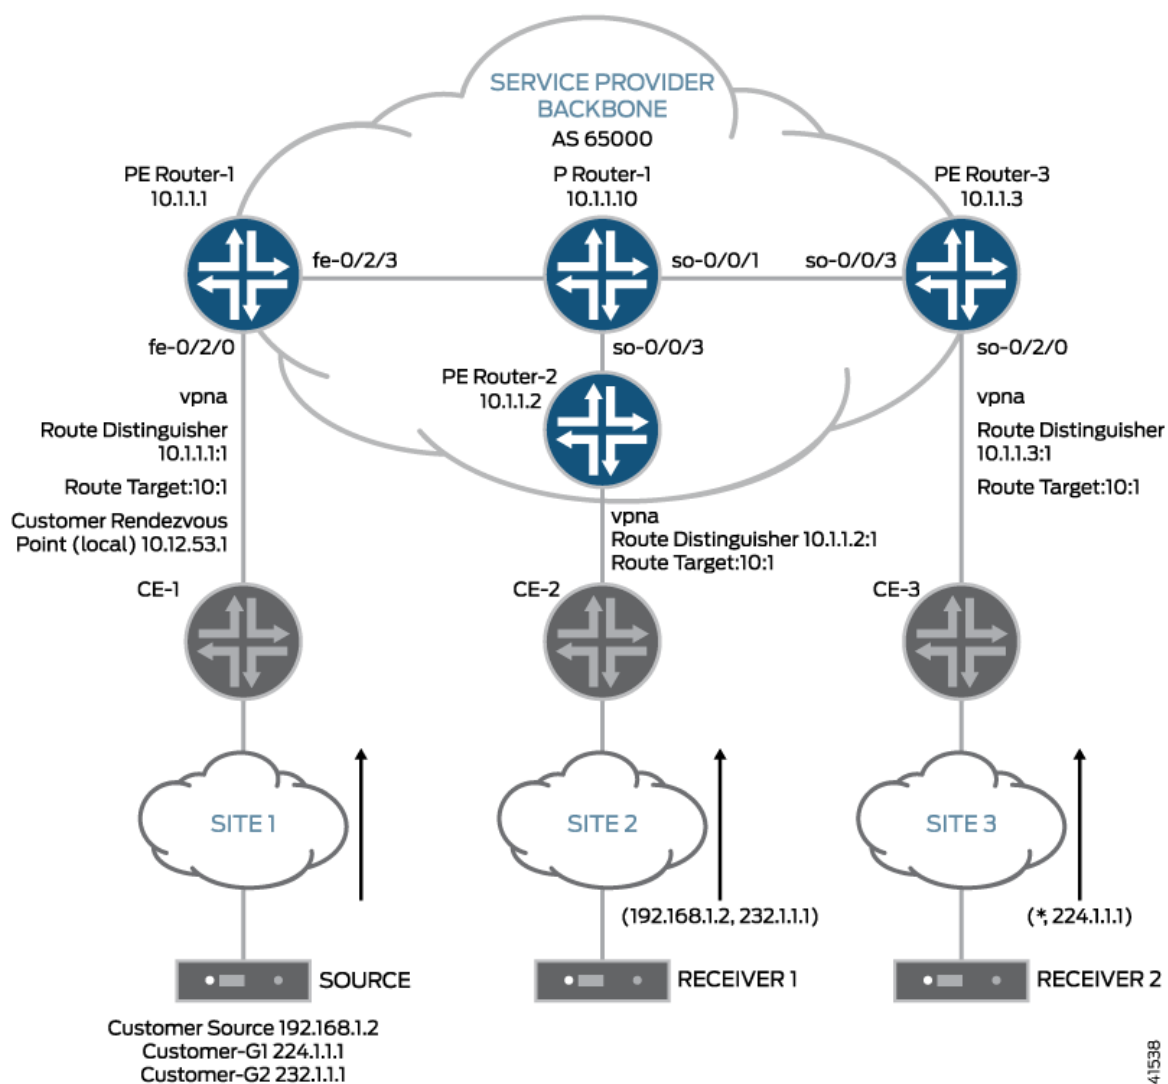 SERVICE PROVIDER
BACKBONE
AS 65000
PE Router-1
10.1.1.1
P Router-1
10.1.1.10
PE Router-3
10.1.1.3
fe-0/2/3
so-0/0/1
so-0/0/3
fe-0/2/0
so-0/0/3
so-0/2/0
PE Router-2
10.1.1.2
vpna
Route Distinguisher
10.1.1.1:1
Route Target:10:1
Customer Rendezvous
Point (local) 10.12.53.1
vpna
Route Distinguisher
10.1.1.3:1
Route Target:10:1
vpna
Route Distinguisher 10.1.1.2:1
Route Target:10:1
CE-1
CE-2
CE-3
SITE 1
SITE 2
SITE 3
(192.168.1.2, 232.1.1.1)
(*, 224.1.1.1)
SOURCE
RECEIVER 1
RECEIVER 2
Customer Source 192.168.1.2
Customer-G1 224.1.1.1
Customer-G2 232.1.1.1
41538